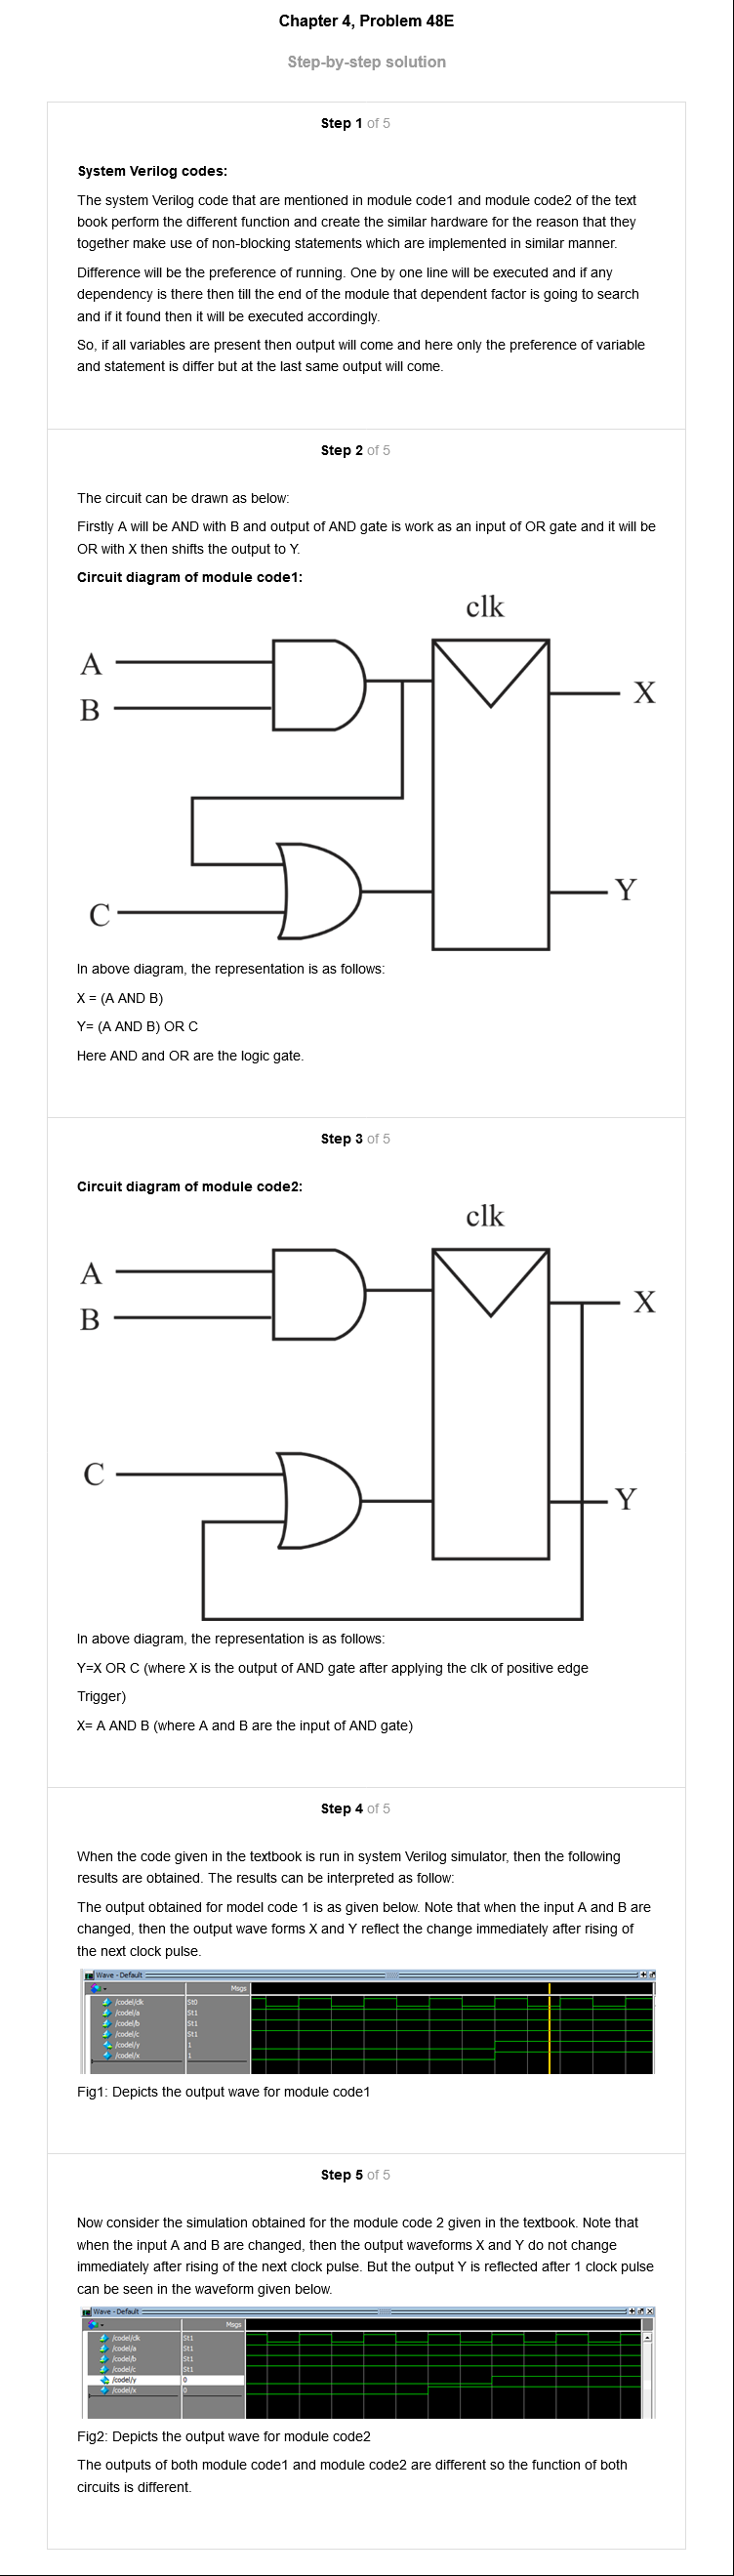 Chapter 4, Problem 48E
Step-by-step solution
Step 1 of 5
System Verilog codes:
The system Verilog code that are mentioned in module code1 and module code2 of the text
book perform the different function and create the similar hardware for the reason that they
together make use of non-blocking statements which are implemented in similar manner.
Difference will be the preference of running. One by one line will be executed and if any
dependency is there then till the end of the module that dependent factor is going to search
and if it found then it will be executed accordingly.
So, if all variables are present then output will come and here only the preference of variable
and statement is differ but at the last same output will come.
Step 2 of 5
The circuit can be drawn as below:
Firstly A will be AND with B and output of AND gate is work as an input of OR gate and it will be
OR with X then shifts the output to Y.
Circuit diagram of module code1:
clk
A
X
B
Y
C
In above diagram, the representation is as follows:
X = (A AND B)
Y= (A AND B) OR C
Here AND and OR are the logic gate.
Step 3 of 5
Circuit diagram of module code2:
clk
A
X
B
C
Y
In above diagram, the representation is as follows:
Y=X OR C (where X is the output of AND gate after applying the clk of positive edge
Trigger)
X= A AND B (where A and B are the input of AND gate)
Step 4 of 5
When the code given in the textbook is run in system Verilog simulator, then the following
results are obtained. The results can be interpreted as follow:
The output obtained for model code 1 is as given below. Note that when the input A and B are
changed, then the output wave forms X and Y reflect the change immediately after rising of
the next clock pulse.
Wave - Default
Msgs
/code1/clk St0
/code1/a St1
/code1/b St1
/code1/c St1
/code1/y 1
/code1/x 1
Fig1: Depicts the output wave for module code1
Step 5 of 5
Now consider the simulation obtained for the module code 2 given in the textbook. Note that
when the input A and B are changed, then the output waveforms X and Y do not change
immediately after rising of the next clock pulse. But the output Y is reflected after 1 clock pulse
can be seen in the waveform given below.
Wave - Default
Msgs
/code1/clk St1
/code1/a St1
/code1/b St1
/code1/c St1
/code1/y 0
/code1/x 0
Fig2: Depicts the output wave for module code2
The outputs of both module code1 and module code2 are different so the function of both
circuits is different.